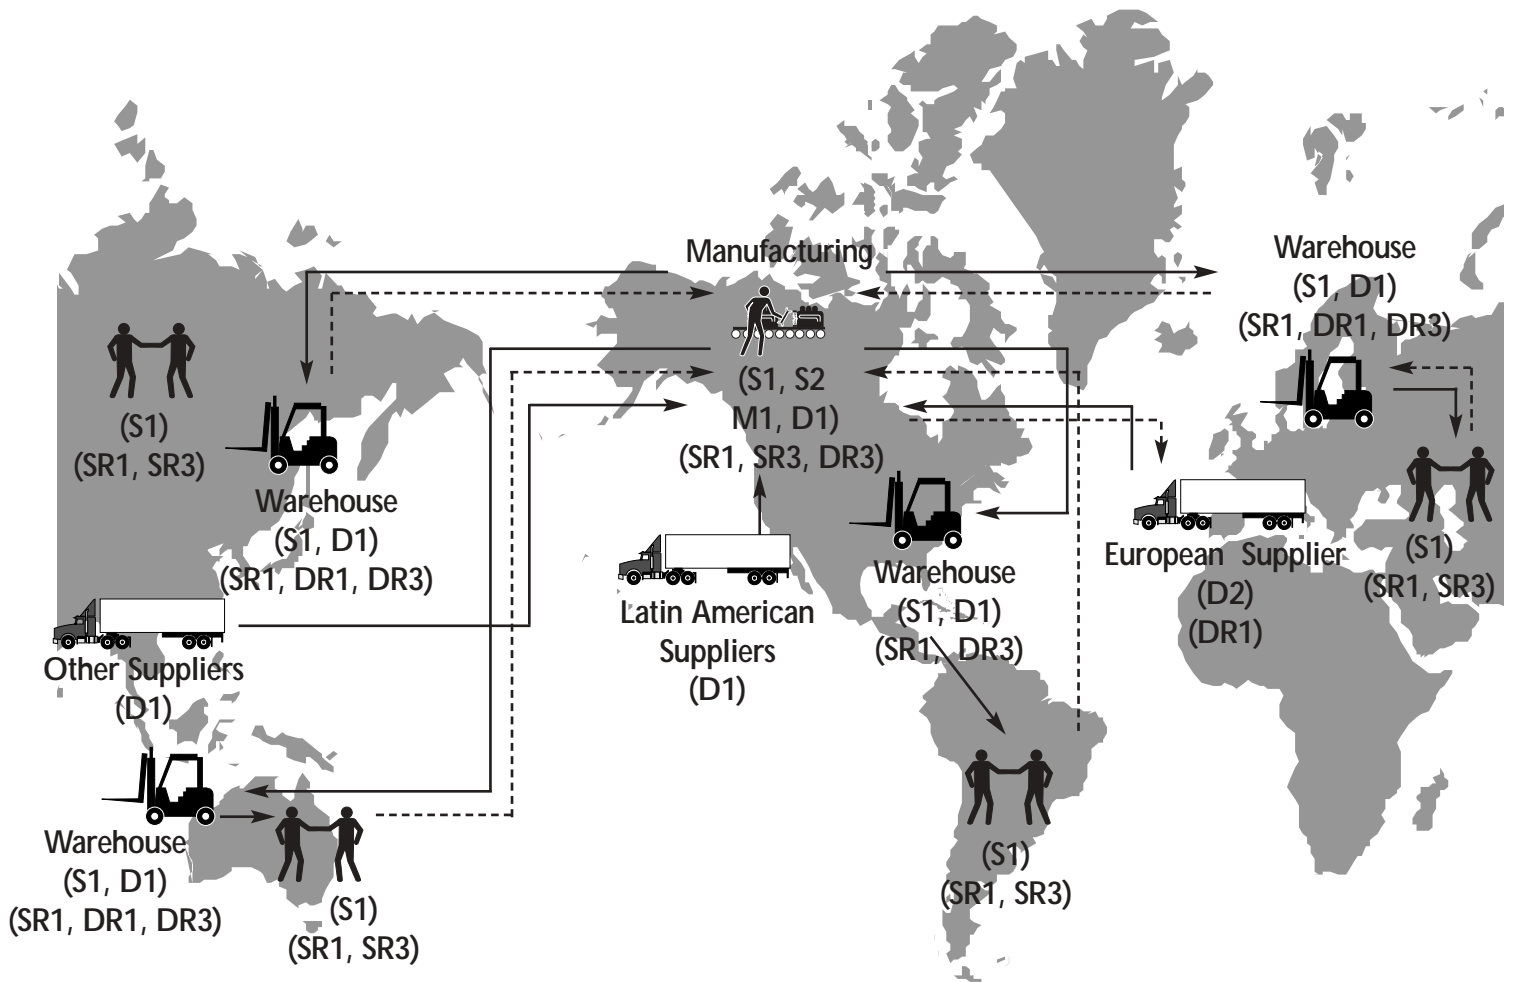 Manufacturing
(S1, S2
M1, D1)
(SR1, SR3, DR3)
Warehouse
(S1, D1)
(SR1, DR1, DR3)
(S1)
(SR1, SR3)
Warehouse
(S1, D1)
(SR1, DR1, DR3)
Other Suppliers
(D1)
Warehouse
(S1, D1)
(SR1, DR1, DR3)
(S1)
(SR1, SR3)
Latin American
Suppliers
(D1)
Warehouse
(S1, D1)
(SR1, DR3)
(S1)
(SR1, SR3)
European Supplier
(D2)
(DR1)
(S1)
(SR1, SR3)